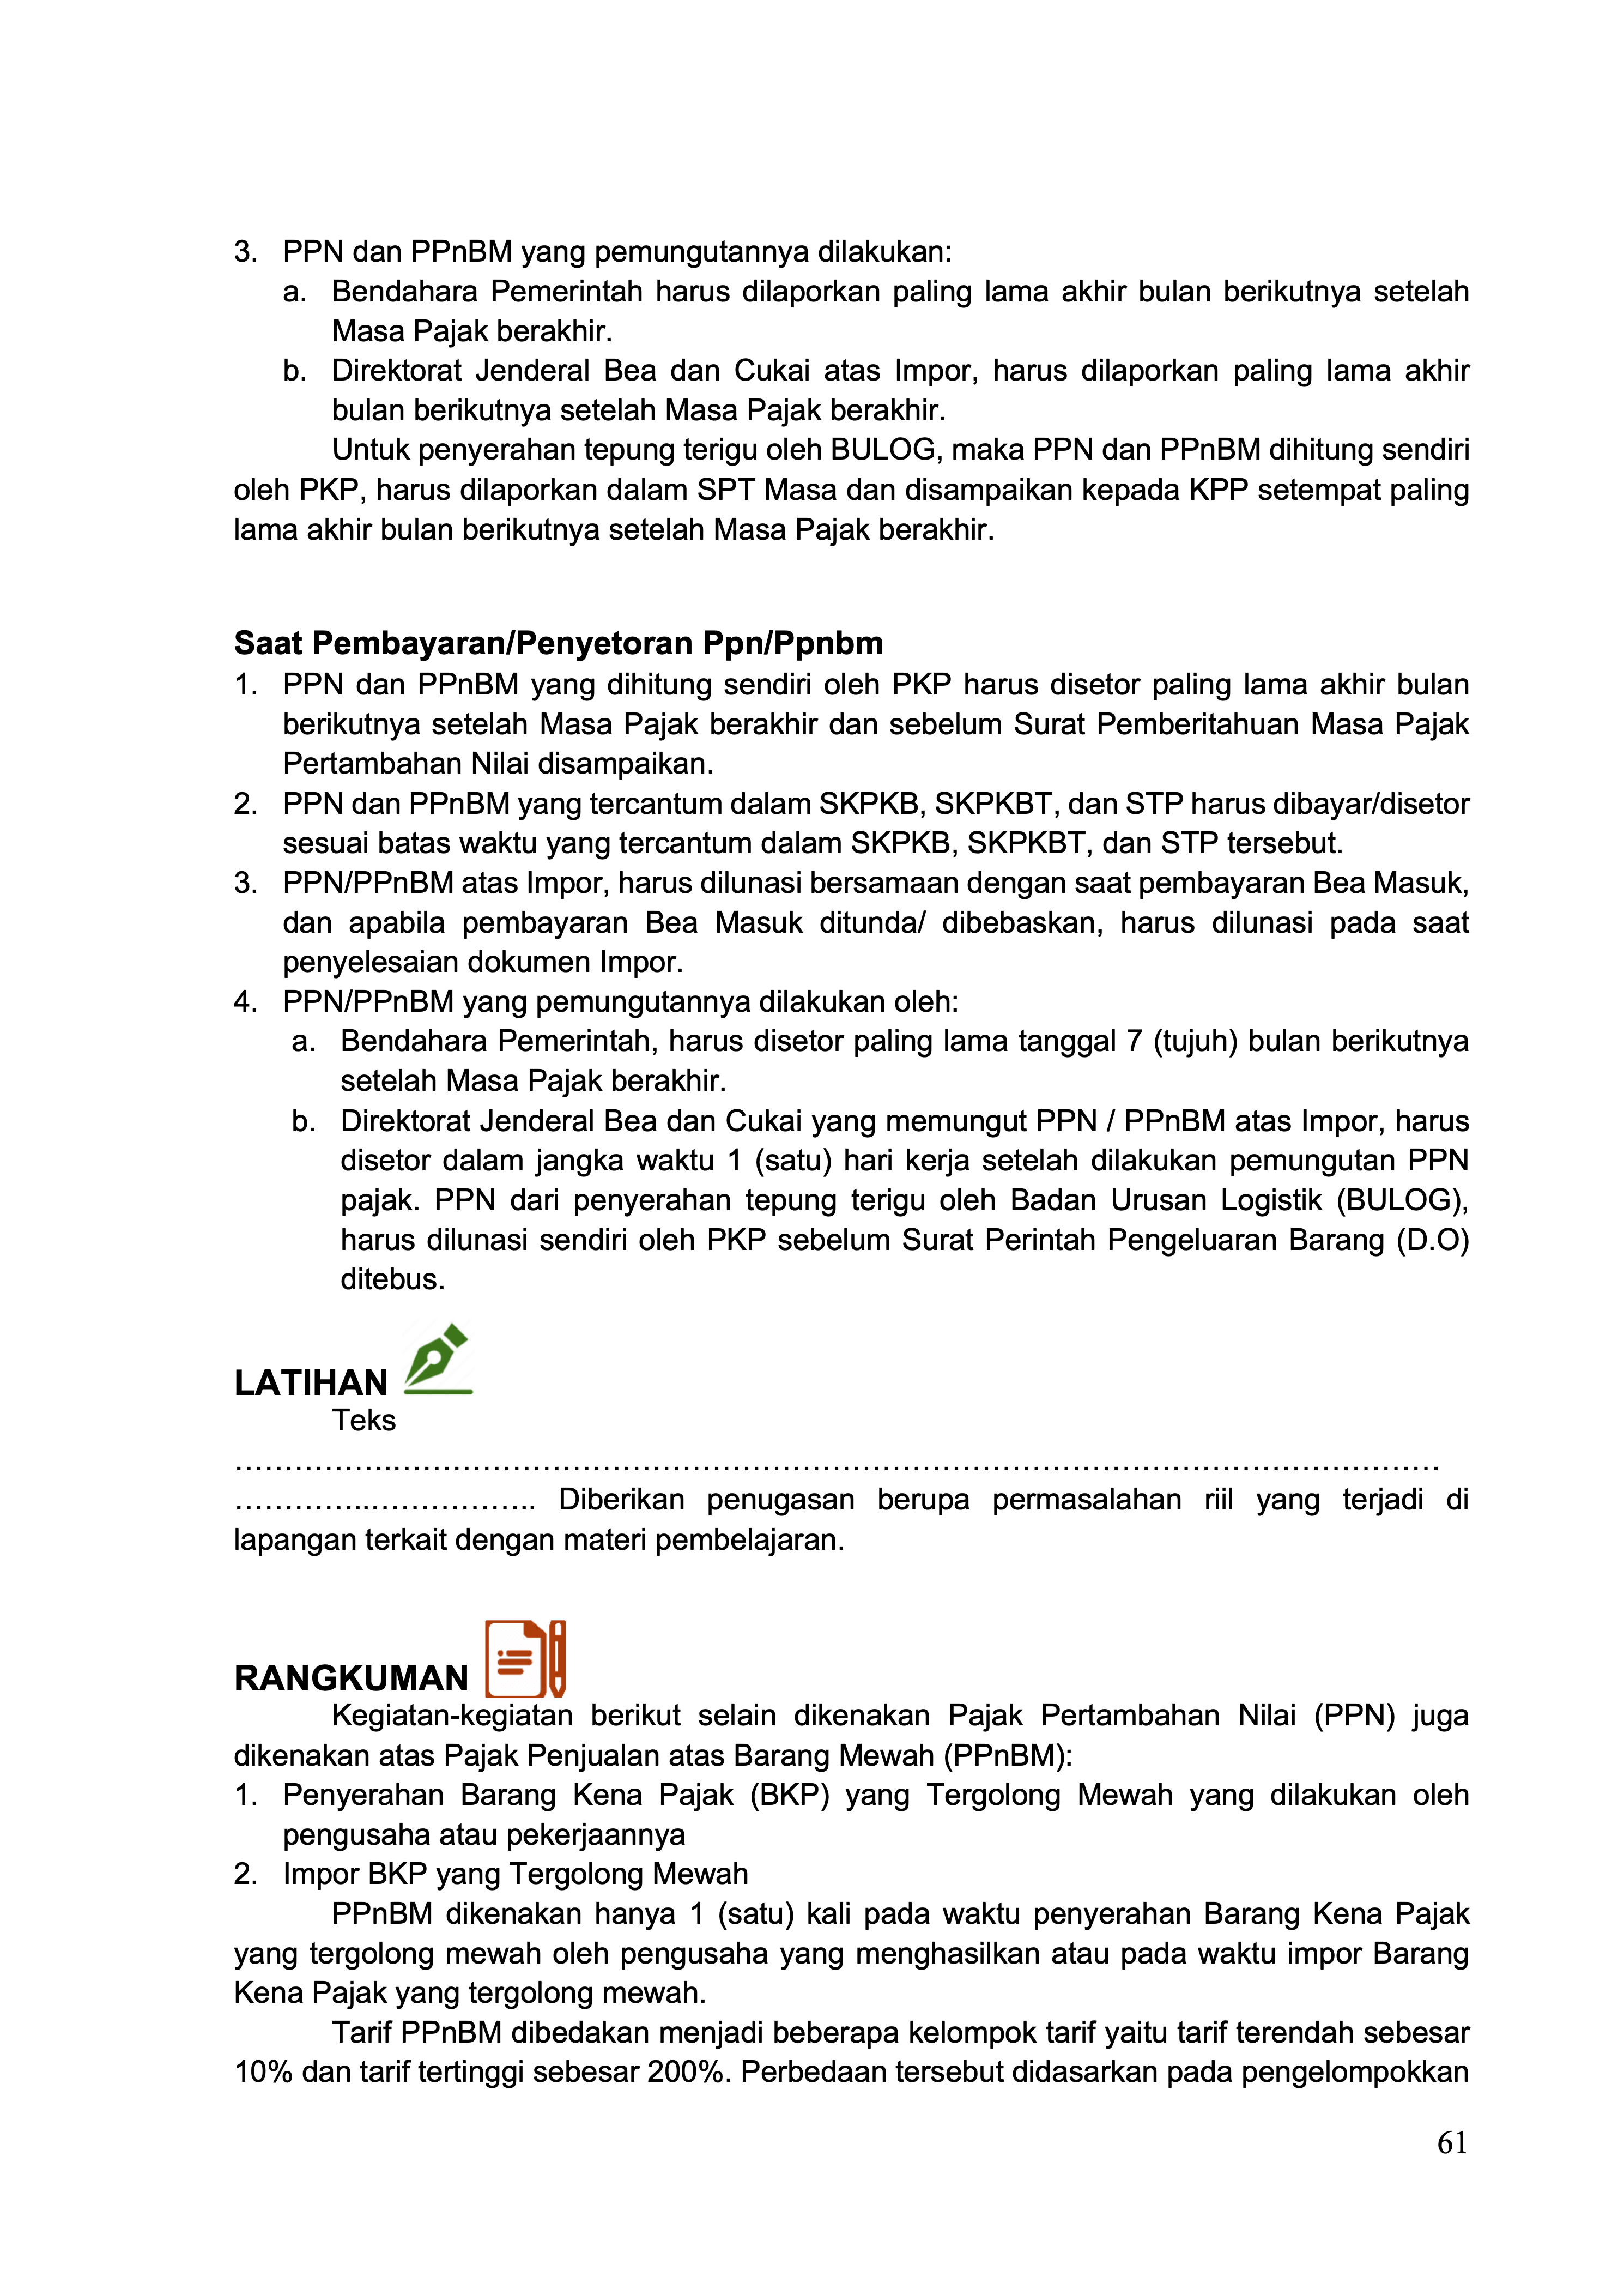 3. PPN dan PPnBM yang pemungutannya dilakukan:
a. Bendahara Pemerintah harus dilaporkan paling lama akhir bulan berikutnya setelah
Masa Pajak berakhir.
b. Direktorat Jenderal Bea dan Cukai atas Impor, harus dilaporkan paling lama akhir
bulan berikutnya setelah Masa Pajak berakhir.
Untuk penyerahan tepung terigu oleh BULOG, maka PPN dan PPnBM dihitung sendiri
oleh PKP, harus dilaporkan dalam SPT Masa dan disampaikan kepada KPP setempat paling
lama akhir bulan berikutnya setelah Masa Pajak berakhir.
Saat Pembayaran/Penyetoran Ppn/Ppnbm
1. PPN dan PPnBM yang dihitung sendiri oleh PKP harus disetor paling lama akhir bulan
berikutnya setelah Masa Pajak berakhir dan sebelum Surat Pemberitahuan Masa Pajak
Pertambahan Nilai disampaikan.
2. PPN dan PPnBM yang tercantum dalam SKPKB, SKPKBT, dan STP harus dibayar/disetor
sesuai batas waktu yang tercantum dalam SKPKB, SKPKBT, dan STP tersebut.
3. PPN/PPnBM atas Impor, harus dilunasi bersamaan dengan saat pembayaran Bea Masuk,
dan apabila pembayaran Bea Masuk ditunda/ dibebaskan, harus dilunasi pada saat
penyelesaian dokumen Impor.
4. PPN/PPnBM yang pemungutannya dilakukan oleh:
a. Bendahara Pemerintah, harus disetor paling lama tanggal 7 (tujuh) bulan berikutnya
setelah Masa Pajak berakhir.
b. Direktorat Jenderal Bea dan Cukai yang memungut PPN / PPnBM atas Impor, harus
disetor dalam jangka waktu 1 (satu) hari kerja setelah dilakukan pemungutan PPN
pajak. PPN dari penyerahan tepung terigu oleh Badan Urusan Logistik (BULOG),
harus dilunasi sendiri oleh PKP sebelum Surat Perintah Pengeluaran Barang (D.O)
ditebus.
LATIHAN
Teks
…………….………………………………………………………………………………………………
…………..……………….. Diberikan penugasan berupa permasalahan riil yang terjadi di
lapangan terkait dengan materi pembelajaran.
RANGKUMAN
Kegiatan-kegiatan berikut selain dikenakan Pajak Pertambahan Nilai (PPN) juga
dikenakan atas Pajak Penjualan atas Barang Mewah (PPnBM):
1. Penyerahan Barang Kena Pajak (BKP) yang Tergolong Mewah yang dilakukan oleh
pengusaha atau pekerjaannya
2. Impor BKP yang Tergolong Mewah
PPnBM dikenakan hanya 1 (satu) kali pada waktu penyerahan Barang Kena Pajak
yang tergolong mewah oleh pengusaha yang menghasilkan atau pada waktu impor Barang
Kena Pajak yang tergolong mewah.
Tarif PPnBM dibedakan menjadi beberapa kelompok tarif yaitu tarif terendah sebesar
10% dan tarif tertinggi sebesar 200%. Perbedaan tersebut didasarkan pada pengelompokkan
61